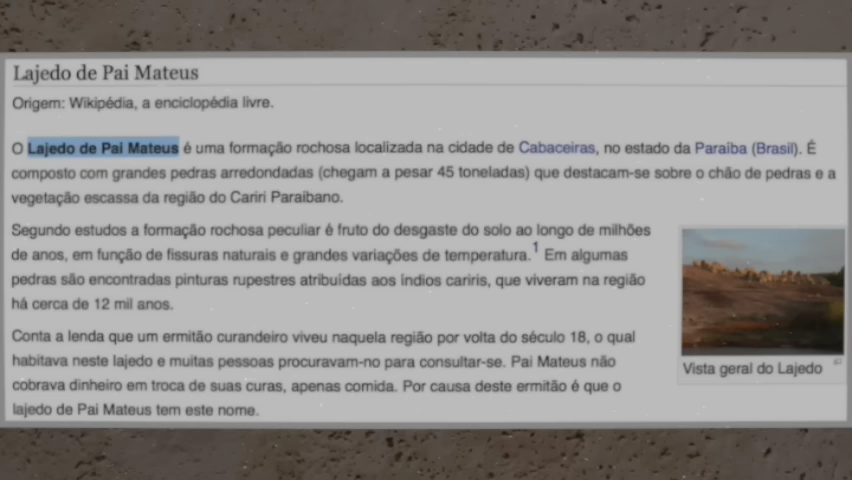 Lajedo de Pai Mateus
Origem: Wikipédia, a enciclopédia livre.
O Lajedo de Pai Mateus é uma formação rochosa localizada na cidade de Cabaceiras, no estado da Paraíba (Brasil). É
composto com grandes pedras arredondadas (chegam a pesar 45 toneladas) que destacam-se sobre o chão de pedras e a
vegetação escassa da região do Cariri Paraibano.
Segundo estudos a formação rochosa peculiar é fruto do desgaste do solo ao longo de milhões
de anos, em função de fissuras naturais e grandes variações de temperatura.1 Em algumas
pedras são encontradas pinturas rupestres atribuídas aos índios cariris, que viveram na região
há cerca de 12 mil anos.
Conta a lenda que um ermitão curandeiro viveu naquela região por volta do século 18, o qual
habitava neste lajedo e muitas pessoas procuravam-no para consultar-se. Pai Mateus não
cobrava dinheiro em troca de suas curas, apenas comida. Por causa deste ermitão é que o
lajedo de Pai Mateus tem este nome.
Vista geral do Lajedo